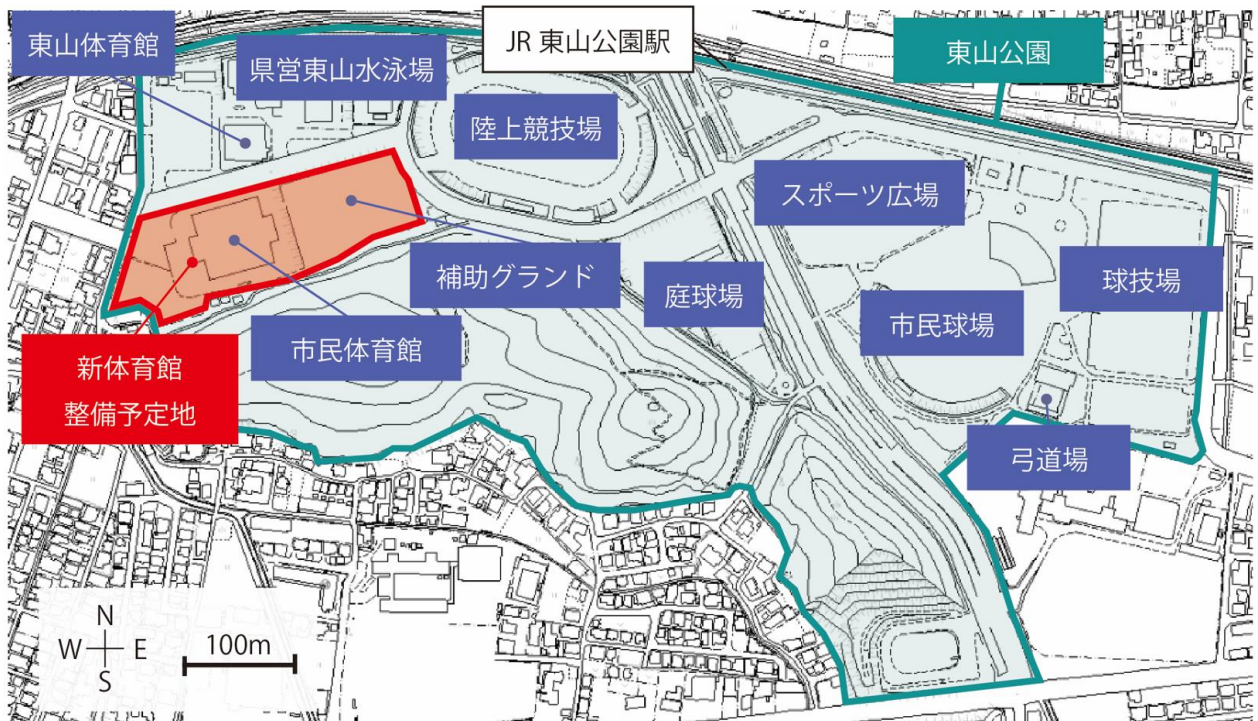 JR 東山公園駅
東山体育館
県営東山水泳場
東山公園
陸上競技場
スポーツ広場
補助グランド
庭球場
球技場
市民球場
市民体育館
新体育館
整備予定地
弓道場
N
W E
S
100m